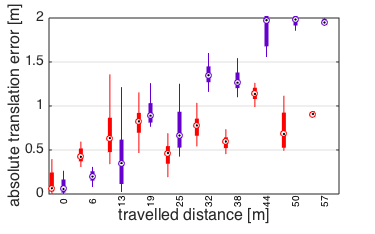 absolute translation error [m]
2
1.5
1
0.5
0
0 6 13 19 25 32 38 44 50 57
travelled distance [m]